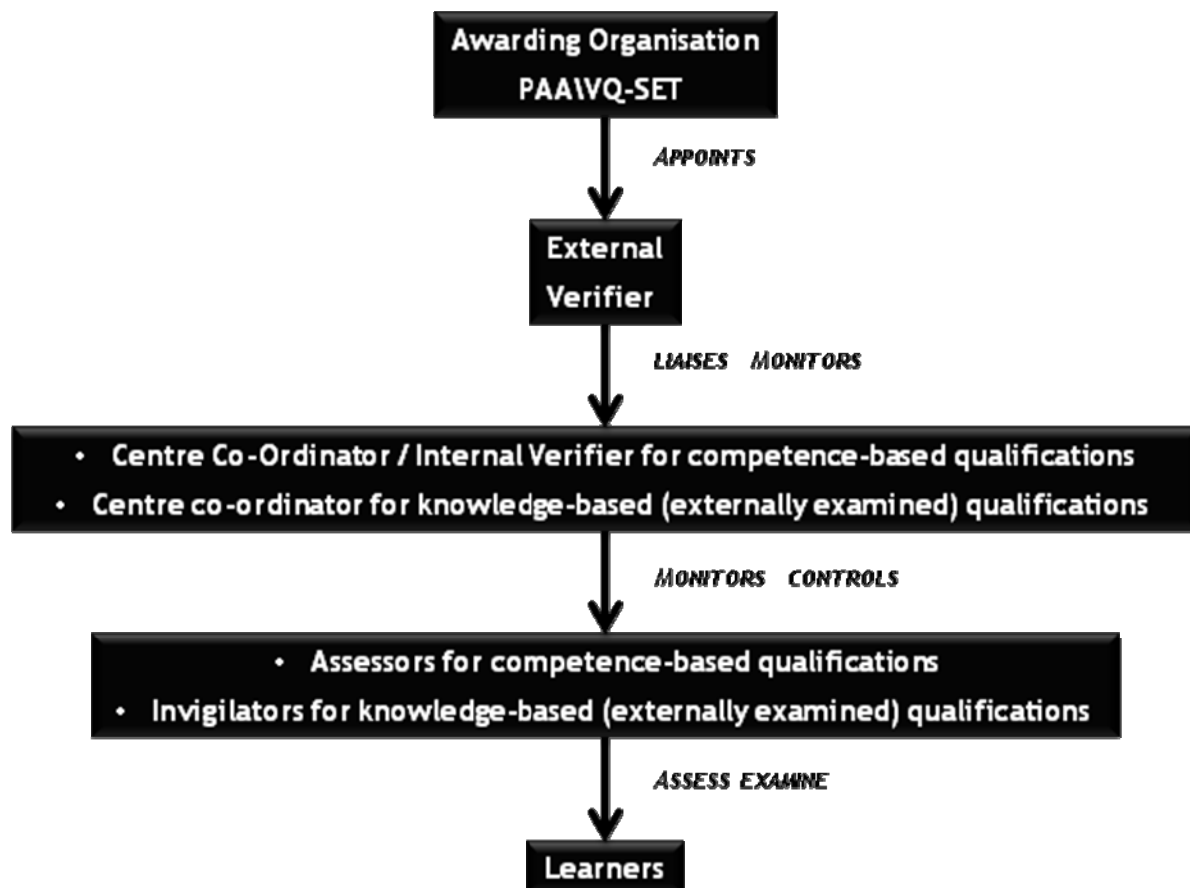 Awarding Organisation
PAA\VQ-SET
APPOINTS
External
Verifier
LIAISES MONITORS
• Centre Co-Ordinator / Internal Verifier for competence-based qualifications
• Centre co-ordinator for knowledge-based (externally examined) qualifications
MONITORS CONTROLS
• Assessors for competence-based qualifications
• Invigilators for knowledge-based (externally examined) qualifications
ASSESS EXAMINE
Learners